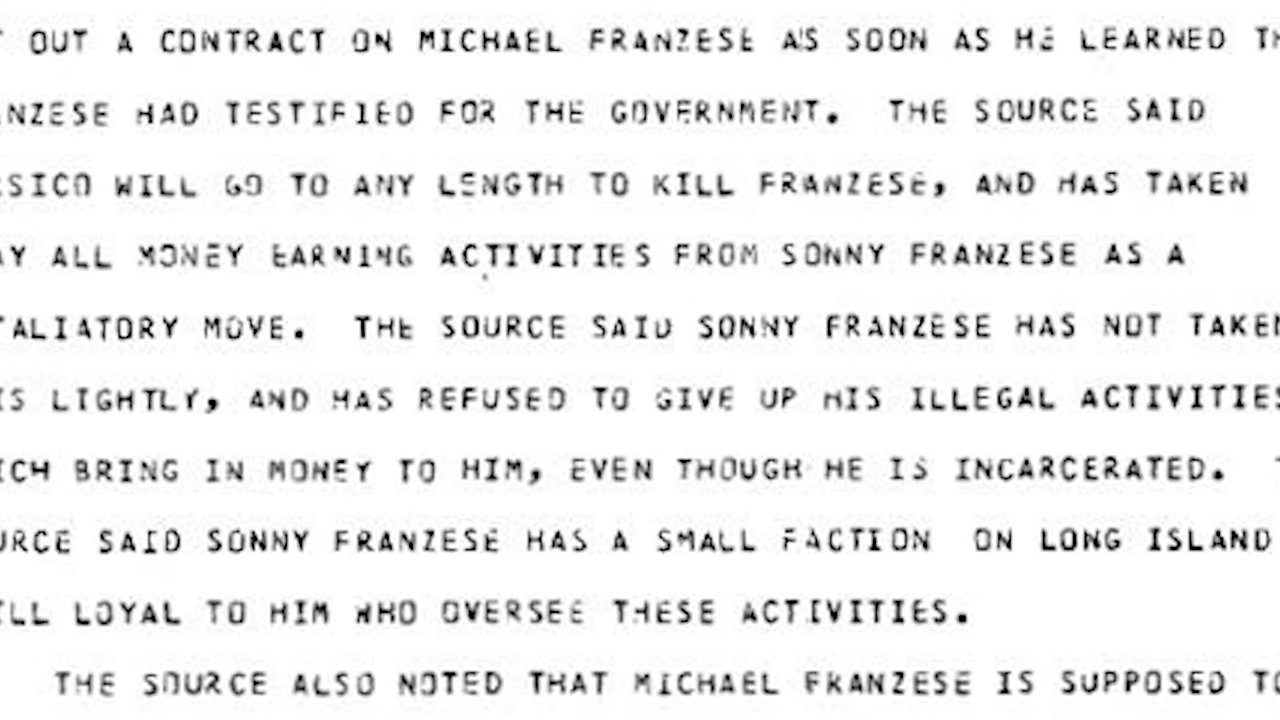 T OUT A CONTRACT ON MICHAEL FRANZESE AS SOON AS HE LEARNED TH
NZESE HAD TESTIFIED FOR THE GOVERNMENT. THE SOURCE SAID
SICO WILL GO TO ANY LENGTH TO KILL FRANZESE, AND HAS TAKEN
AY ALL MONEY EARNING ACTIVITIES FROM SONNY FRANZESE AS A
TALIATORY MOVE. THE SOURCE SAID SONNY FRANZESE HAS NOT TAKEN
IS LIGHTLY, AND HAS REFUSED TO GIVE UP HIS ILLEGAL ACTIVITIES
ICH BRING IN MONEY TO HIM, EVEN THOUGH HE IS INCARCERATED. T
URCE SAID SONNY FRANZESE HAS A SMALL FACTION ON LONG ISLAND
ILL LOYAL TO HIM WHO OVERSEE THESE ACTIVITIES.
THE SOURCE ALSO NOTED THAT MICHAEL FRANZESE IS SUPPOSED TO